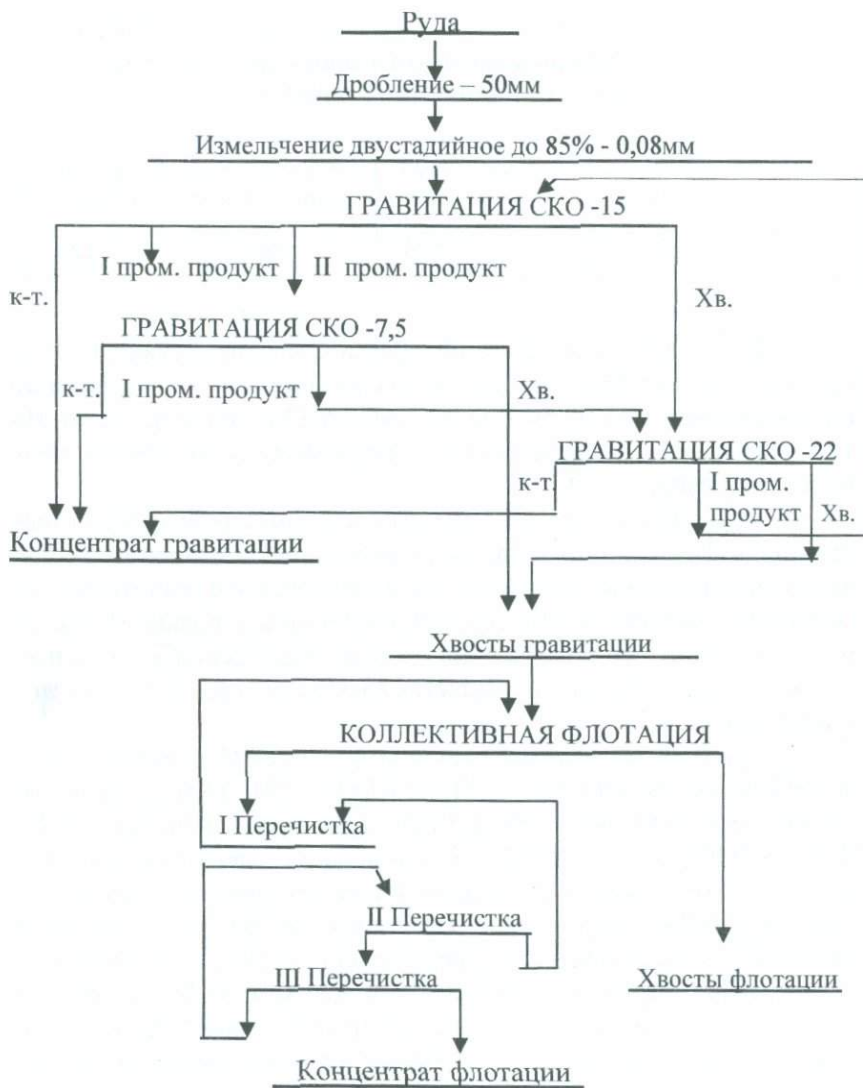 Руда
Дробление – 50мм
Измельчение двустадийное до 85% - 0,08мм
ГРАВИТАЦИЯ СКО -15
I пром. продукт
II пром. продукт
к-т.
Хв.
ГРАВИТАЦИЯ СКО -7,5
к-т.
I пром. продукт
Хв.
ГРАВИТАЦИЯ СКО -22
к-т.
I пром.
продукт
Хв.
Концентрат гравитации
Хвосты гравитации
КОЛЛЕКТИВНАЯ ФЛОТАЦИЯ
I Перечистка
II Перечистка
III Перечистка
Хвосты флотации
Концентрат флотации